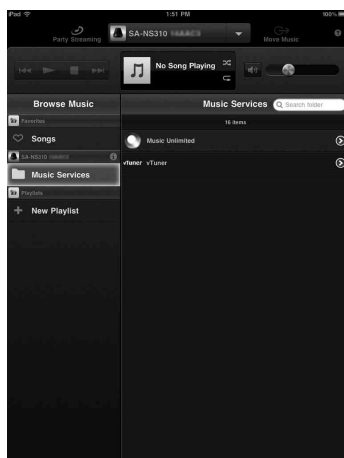 iPad 1:51 PM 100%
Party Streaming SA-NS310 Move Music
No Song Playing
Browse Music
Music Services Search folder
Favorites
16 items
Songs
Music Unlimited
SA-NS310
Music Services
vTuner vTuner
Playlists
New Playlist